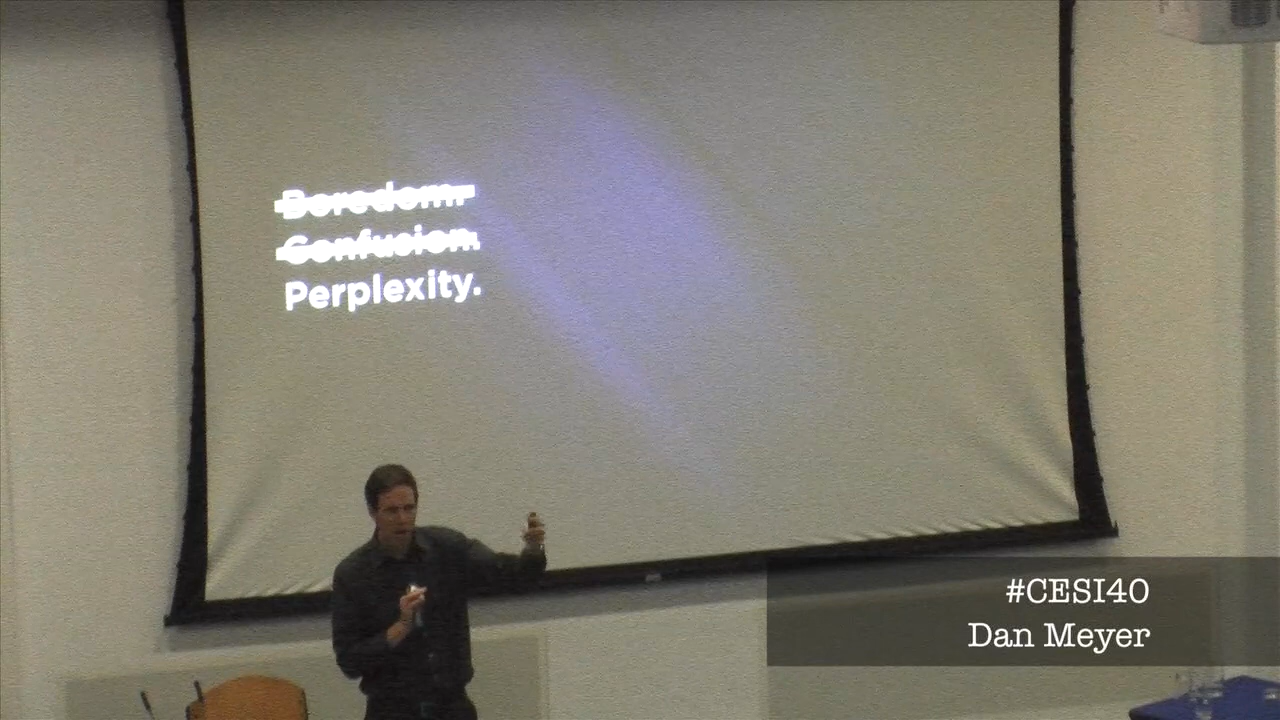 Boredom.
Confusion.
Perplexity.
#CESI40
Dan Meyer